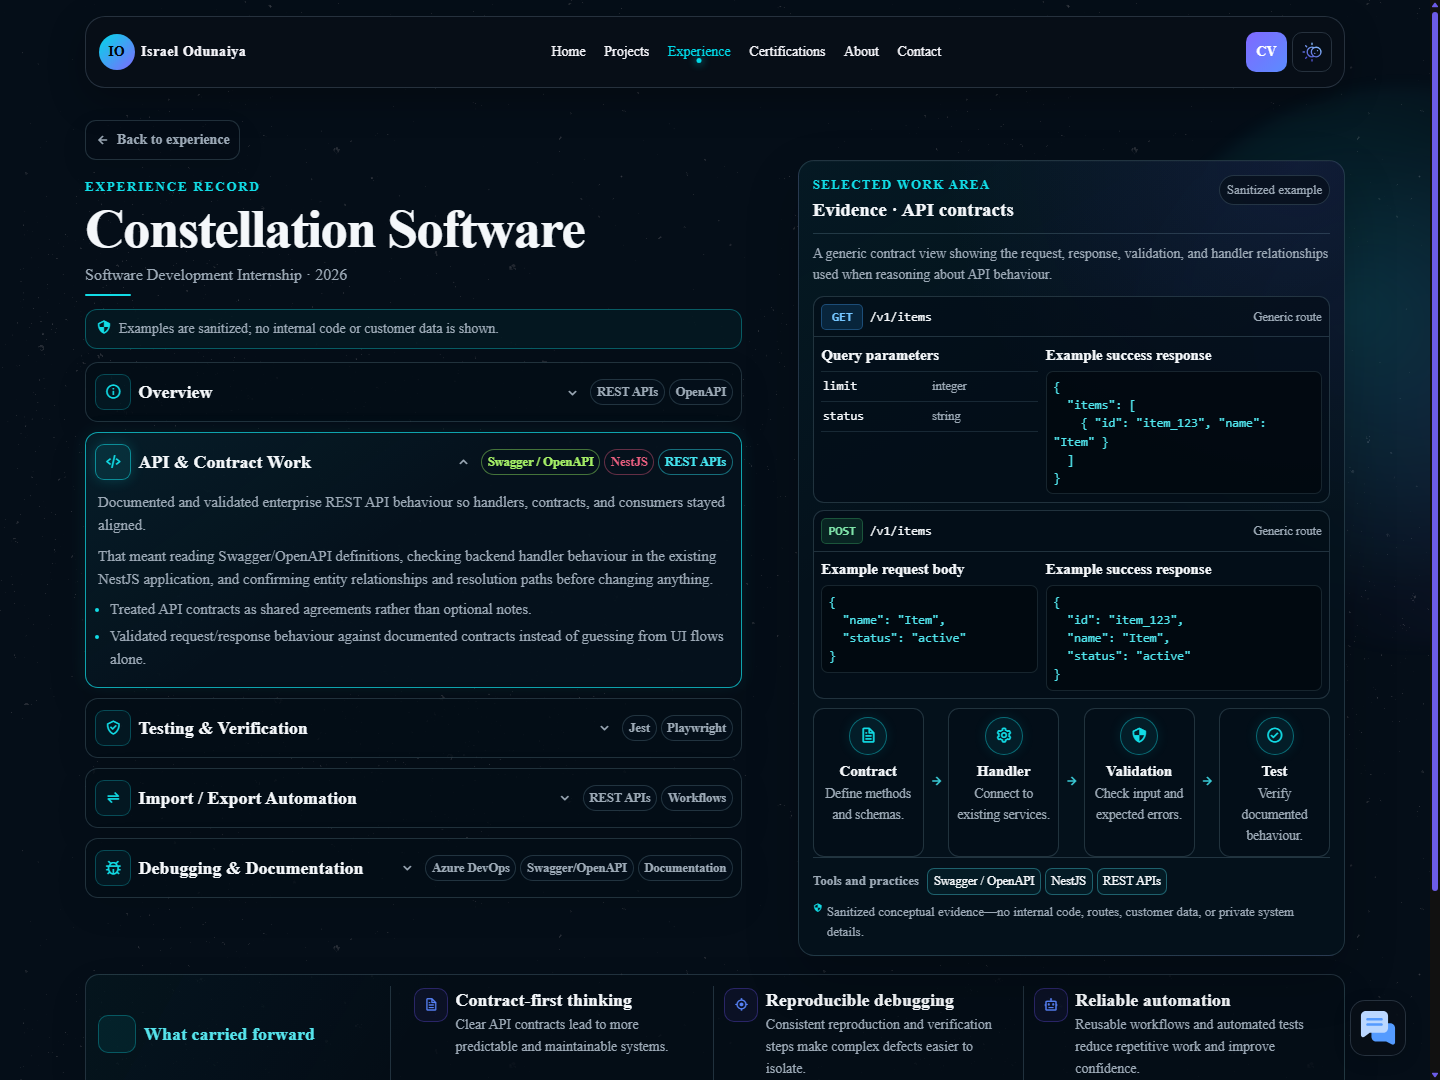 IO Israel Odunaiya
Home Projects Experience Certifications About Contact
CV
Back to experience
EXPERIENCE RECORD
Constellation Software
Software Development Internship · 2026
Examples are sanitized; no internal code or customer data is shown.
Overview REST APIs OpenAPI
API & Contract Work Swagger / OpenAPI NestJS REST APIs
Documented and validated enterprise REST API behaviour so handlers, contracts, and consumers stayed
aligned.
That meant reading Swagger/OpenAPI definitions, checking backend handler behaviour in the existing
NestJS application, and confirming entity relationships and resolution paths before changing anything.
• Treated API contracts as shared agreements rather than optional notes.
• Validated request/response behaviour against documented contracts instead of guessing from UI flows
alone.
Testing & Verification Jest Playwright
Import / Export Automation REST APIs Workflows
Debugging & Documentation Azure DevOps Swagger/OpenAPI Documentation
SELECTED WORK AREA
Evidence · API contracts
Sanitized example
A generic contract view showing the request, response, validation, and handler relationships
used when reasoning about API behaviour.
GET /v1/items Generic route
Query parameters
limit integer
status string
Example success response
{
"items": [
{ "id": "item_123", "name":
"Item" }
]
}
POST /v1/items Generic route
Example request body
{
"name": "Item",
"status": "active"
}
Example success response
{
"id": "item_123",
"name": "Item",
"status": "active"
}
Contract
Define methods
and schemas.
Handler
Connect to
existing services.
Validation
Check input and
expected errors.
Test
Verify
documented
behaviour.
Tools and practices Swagger / OpenAPI NestJS REST APIs
Sanitized conceptual evidence—no internal code, routes, customer data, or private system
details.
What carried forward
Contract-first thinking
Clear API contracts lead to more
predictable and maintainable systems.
Reproducible debugging
Consistent reproduction and verification
steps make complex defects easier to
isolate.
Reliable automation
Reusable workflows and automated tests
reduce repetitive work and improve
confidence.